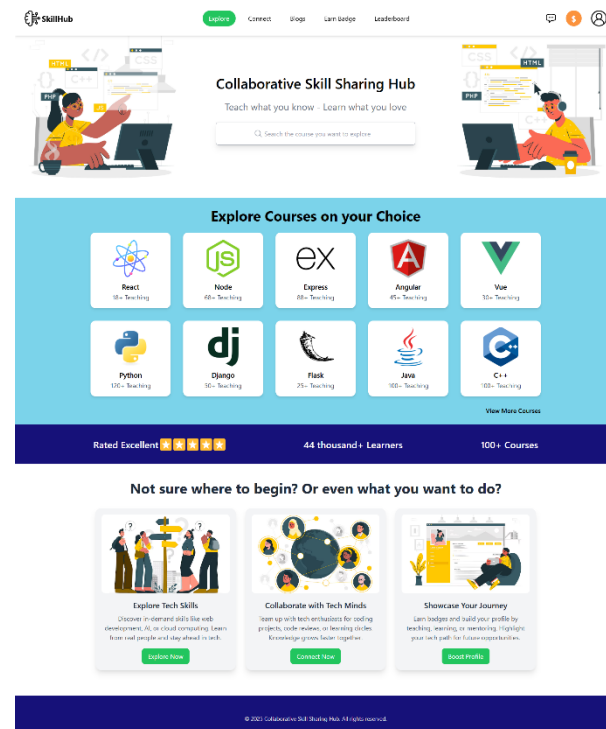 SkillHub
Explore Connect Blogs Earn Badge Leaderboard
HTML
CSS
C++
PHP
JS
CSS
HTML
PHP
C++
Collaborative Skill Sharing Hub
Teach what you know - Learn what you love
Search the course you want to explore
Explore Courses on your Choice
React
Node
Express
Angular
Vue
Teaching
60+ Teaching
80+ Teaching
45+ Teaching
30+ Teaching
Python
Django
Flask
Java
C++
120+ Teaching
50+ Teaching
25+ Teaching
100+ Teaching
100+ Teaching
View More Courses
Rated Excellent 44 thousand+ Learners 100+ Courses
Not sure where to begin? Or even what you want to do?
Explore Tech Skills
Discover in-demand skills like web
development, AI, or cloud computing. Learn
from real people and stay ahead in tech.
Explore Now
Collaborate with Tech Minds
Team up with tech enthusiasts for coding
projects, code reviews, or learning circles
Knowledge grows faster together.
Connect Now
Showcase Your Journey
Earn badges and build your profile by
teaching, learning, or mentoring. Highlight
your tech path for future opportunities.
Boost Profile
© 2025 Collaborative Skill Sharing Hub. All rights reserved.